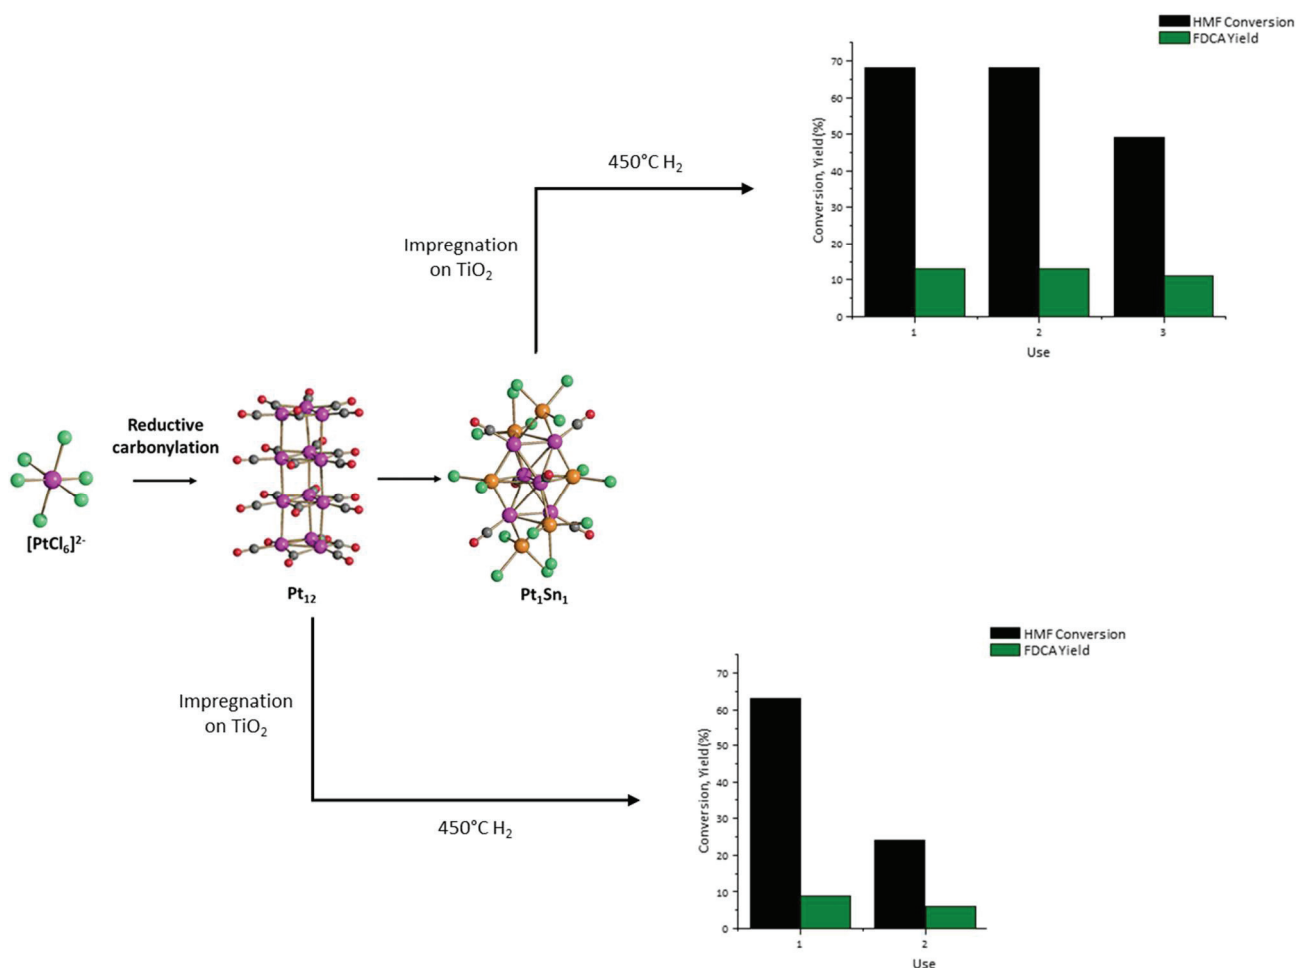 HMF Conversion
FDCA Yield
70
60
50
40
30
20
10
0
Conversion, Yield (%)
1
2
3
Use
450°C H₂
Impregnation
on TiO₂
Reductive
carbonylation
[PtCl₆]²⁻
Pt₁₂
Pt₁Sn₁
Impregnation
on TiO₂
450°C H₂
HMF Conversion
FDCA Yield
70
60
50
40
30
20
10
0
Conversion, Yield (%)
1
2
Use